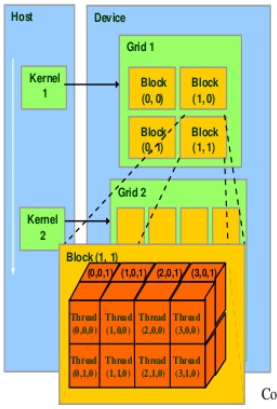 Host
Device
Grid 1
Kernel
1
Block
(0, 0)
Block
(1, 0)
Block
(0, 1)
Block
(1, 1)
Grid 2
Kernel
2
Block (1, 1)
(0,0,1) (1,0,1) (2,0,1) (3,0,1)
Thread
(0,0,0)
Thread
(1,0,0)
Thread
(2,0,0)
Thread
(3,0,0)
Thread
(0,1,0)
Thread
(1,1,0)
Thread
(2,1,0)
Thread
(3,1,0)
Co